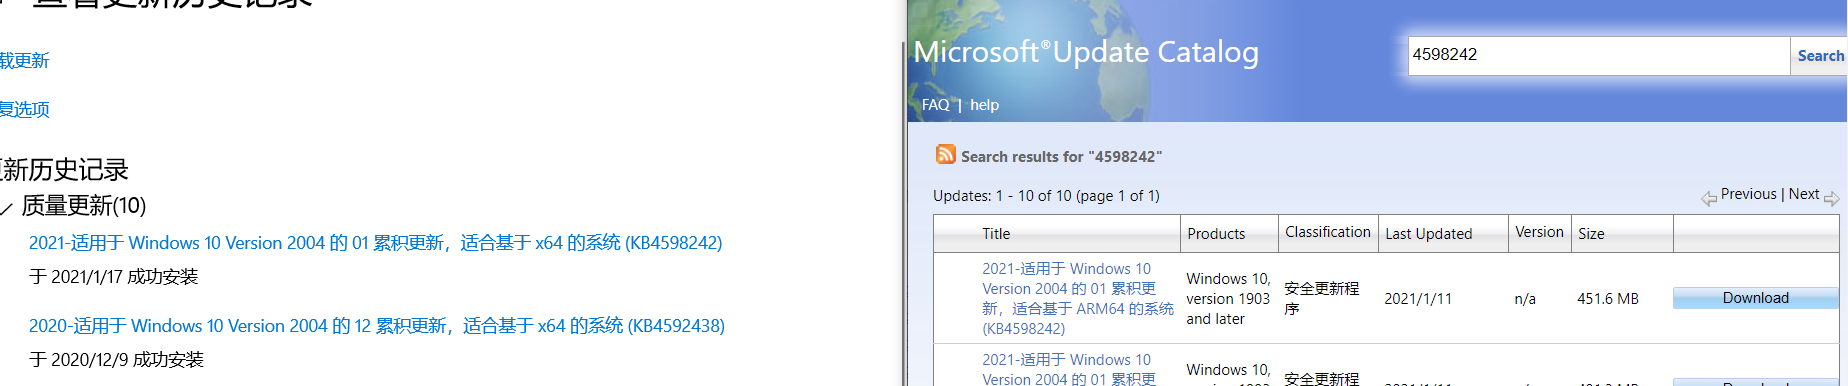 查看更新历史记录
载更新
复选项
更新历史记录
质量更新(10)
2021-适用于 Windows 10 Version 2004 的 01 累积更新，适合基于 x64 的系统 (KB4598242)
于 2021/1/17 成功安装
2020-适用于 Windows 10 Version 2004 的 12 累积更新，适合基于 x64 的系统 (KB4592438)
于 2020/12/9 成功安装
Microsoft®Update Catalog
4598242
Search
FAQ | help
Search results for "4598242"
Updates: 1 - 10 of 10 (page 1 of 1)
Previous | Next
Title Products Classification Last Updated Version Size
2021-适用于 Windows 10
Version 2004 的 01 累积更
新，适合基于 ARM64 的系统
(KB4598242)
Windows 10,
version 1903
and later
安全更新程
序
2021/1/11
n/a
451.6 MB
Download
2021-适用于 Windows 10
Version 2004 的 01 累积更
Windows 10,
安全更新程